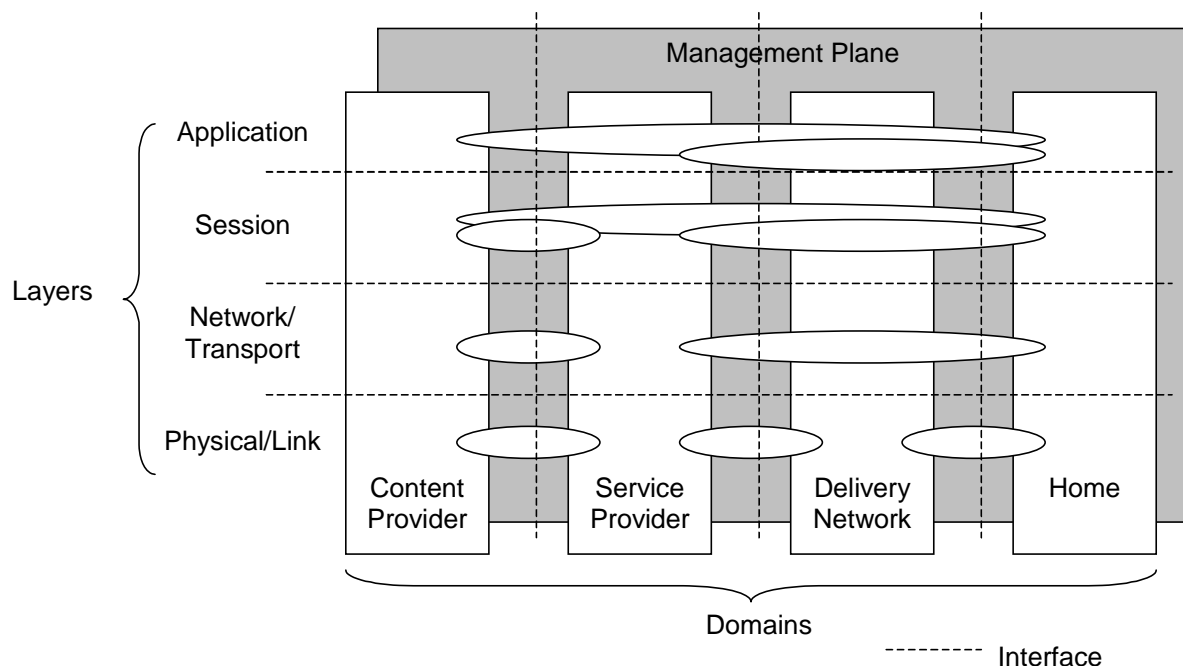 Management Plane
Application
Session
Layers
Network/
Transport
Physical/Link
Content
Provider
Service
Provider
Delivery
Network
Home
Domains
Interface